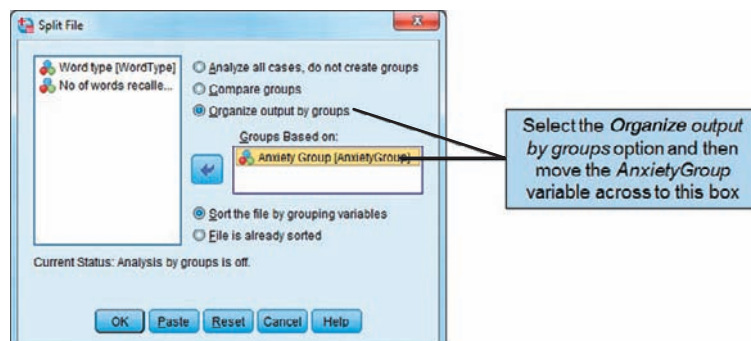 Split File
Word type [WordType]
No of words recalle...
Analyze all cases, do not create groups
Compare groups
Organize output by groups
Groups Based on:
Anxiety Group [AnxietyGroup]
Sort the file by grouping variables
File is already sorted
Current Status: Analysis by groups is off.
OK Paste Reset Cancel Help
Select the Organize output
by groups option and then
move the AnxietyGroup
variable across to this box